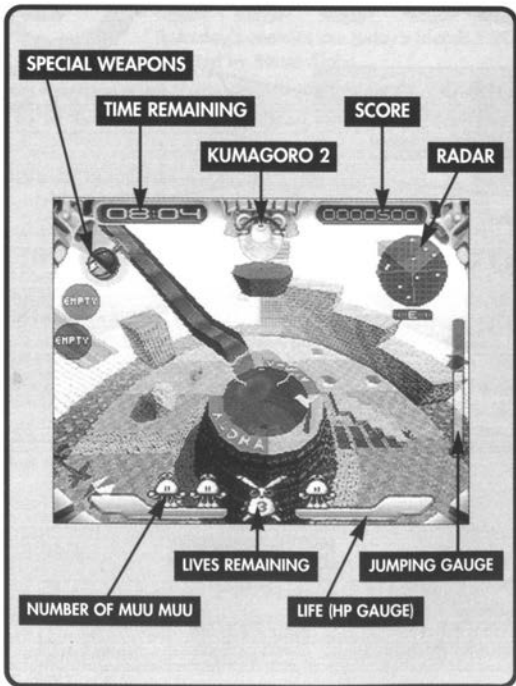 SPECIAL WEAPONS
TIME REMAINING
SCORE
KUMAGORO 2
RADAR
08:04
0000500
EMPTY
E
EMPTY
3
LIVES REMAINING
JUMPING GAUGE
NUMBER OF MUU MUU
LIFE (HP GAUGE)